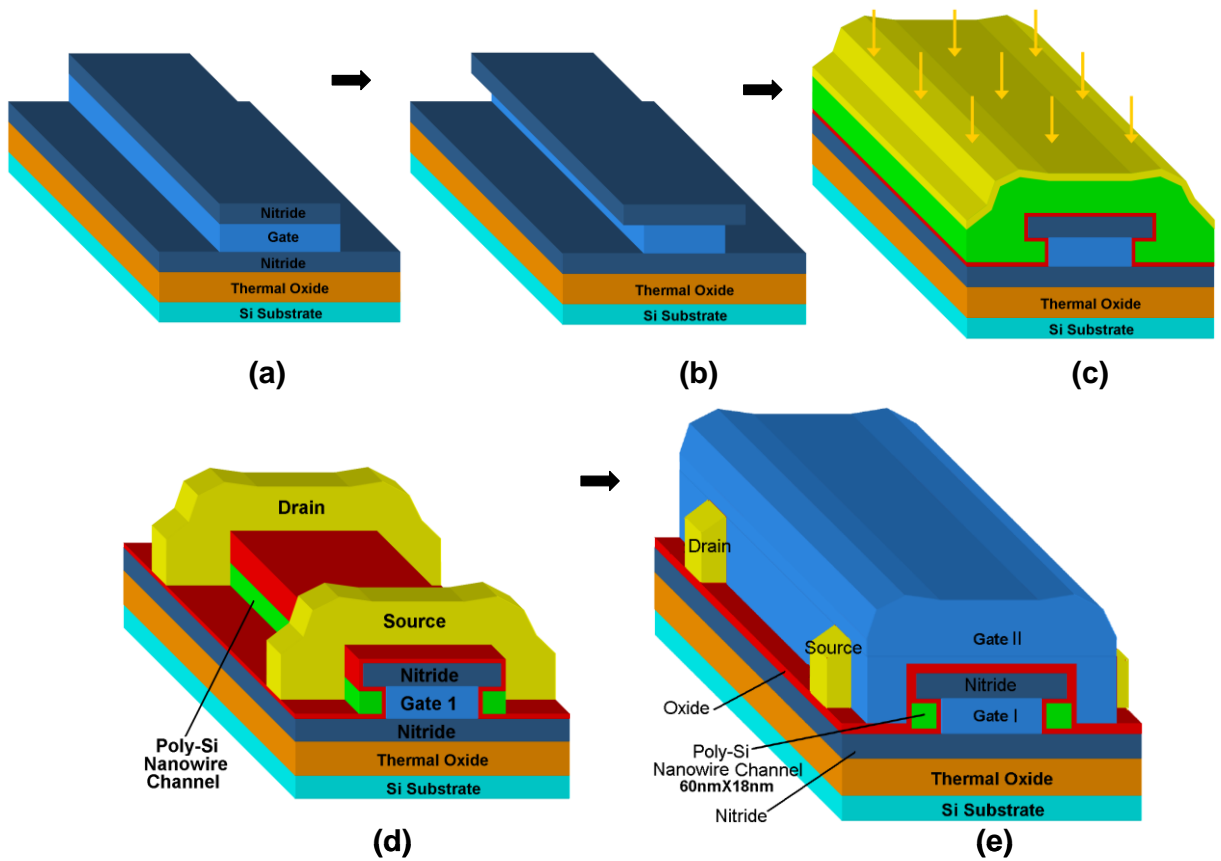 Nitride
Gate
Nitride
Thermal Oxide
Si Substrate
(a)
Thermal Oxide
Si Substrate
(b)
Thermal Oxide
Si Substrate
(c)
Drain
Source
Nitride
Gate 1
Nitride
Thermal Oxide
Si Substrate
Poly-Si
Nanowire
Channel
(d)
Drain
Source
Gate II
Nitride
Gate I
Oxide
Poly-Si
Nanowire Channel
60nmX18nm
Nitride
Thermal Oxide
Si Substrate
(e)